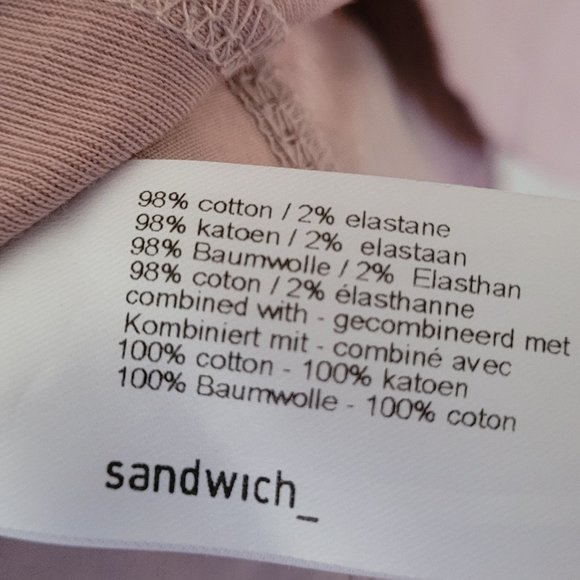 98% cotton / 2% elastane
98% katoen / 2% elastaan
98% Baumwolle / 2% Elasthan
98% coton / 2% élasthanne
combined with - gecombineerd met
Kombiniert mit - combiné avec
100% cotton - 100% katoen
100% Baumwolle - 100% coton
sandwich_